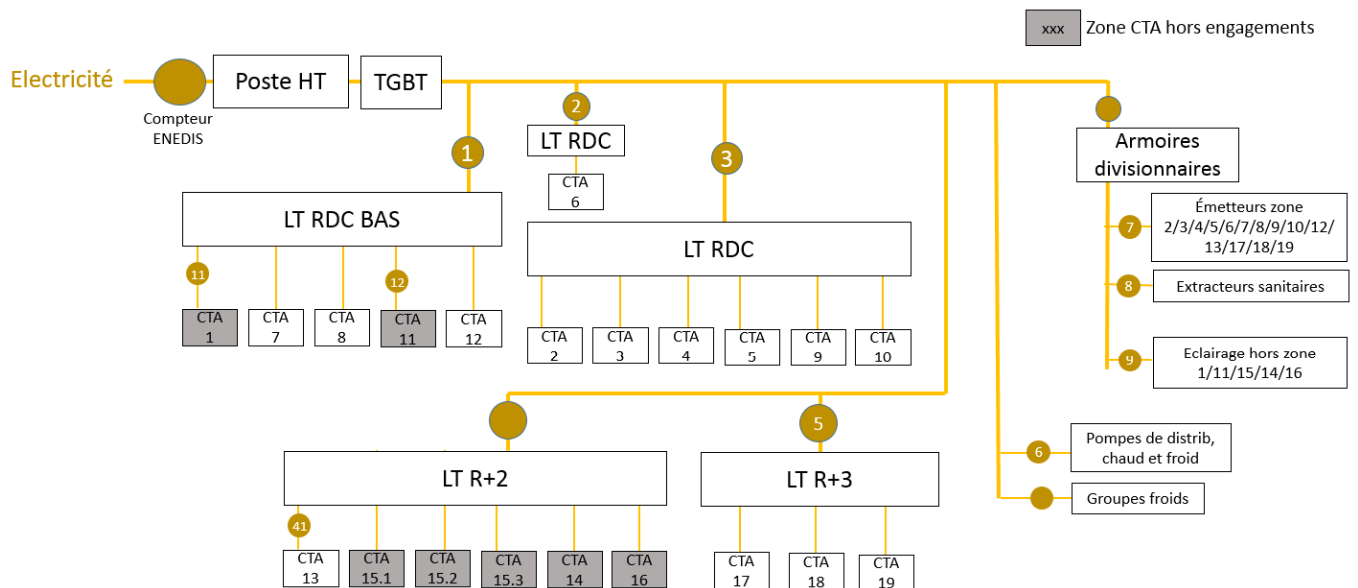 xxx Zone CTA hors engagements
Electricité
Poste HT
TGBT
Compteur
ENEDIS
1
2
3
LT RDC
CTA
6
Armoires
divisionnaires
LT RDC BAS
LT RDC
11
12
CTA
1
CTA
7
CTA
8
CTA
11
CTA
12
CTA
2
CTA
3
CTA
4
CTA
5
CTA
9
CTA
10
7
Émetteurs zone
2/3/4/5/6/7/8/9/10/12/
13/17/18/19
8
Extracteurs sanitaires
9
Eclairage hors zone
1/11/15/14/16
5
LT R+2
LT R+3
41
CTA
13
CTA
15.1
CTA
15.2
CTA
15.3
CTA
14
CTA
16
CTA
17
CTA
18
CTA
19
6
Pompes de distrib,
chaud et froid
Groupes froids